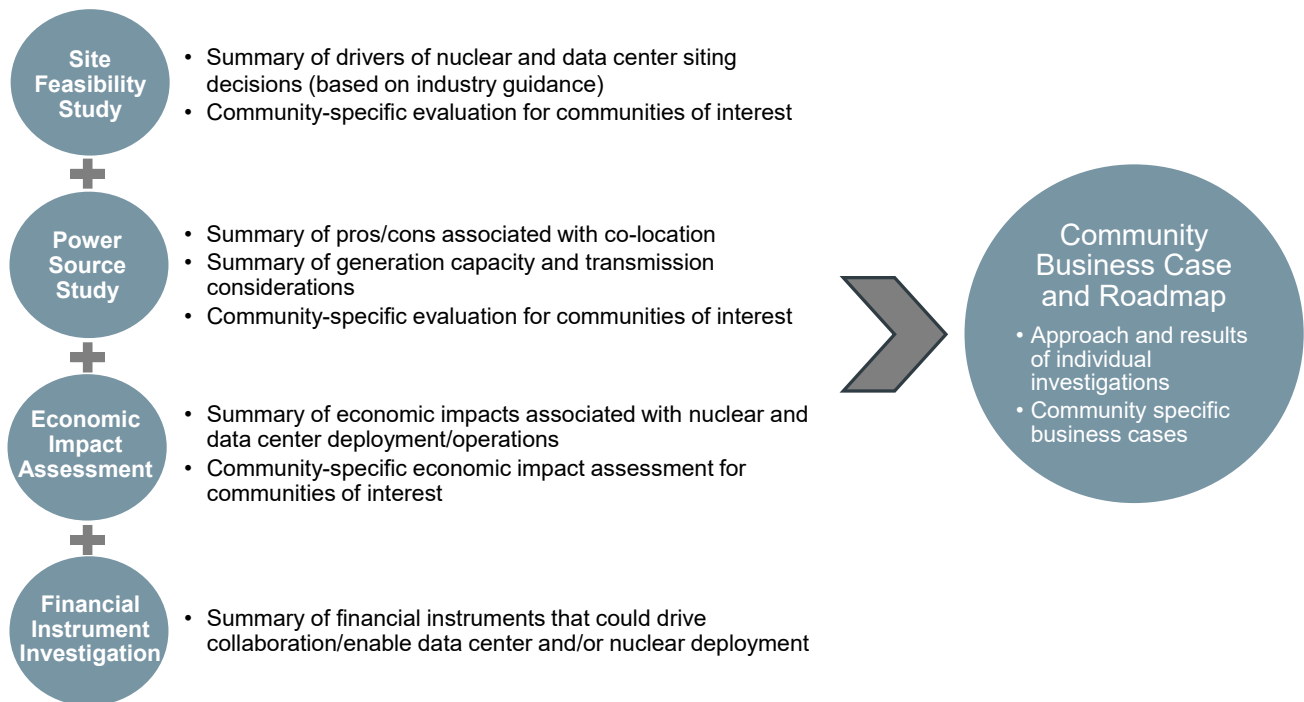 Site
Feasibility
Study
• Summary of drivers of nuclear and data center siting
decisions (based on industry guidance)
• Community-specific evaluation for communities of interest
Power
Source
Study
• Summary of pros/cons associated with co-location
• Summary of generation capacity and transmission
considerations
• Community-specific evaluation for communities of interest
Economic
Impact
Assessment
• Summary of economic impacts associated with nuclear and
data center deployment/operations
• Community-specific economic impact assessment for
communities of interest
Financial
Instrument
Investigation
• Summary of financial instruments that could drive
collaboration/enable data center and/or nuclear deployment
Community
Business Case
and Roadmap
• Approach and results
of individual
investigations
• Community specific
business cases